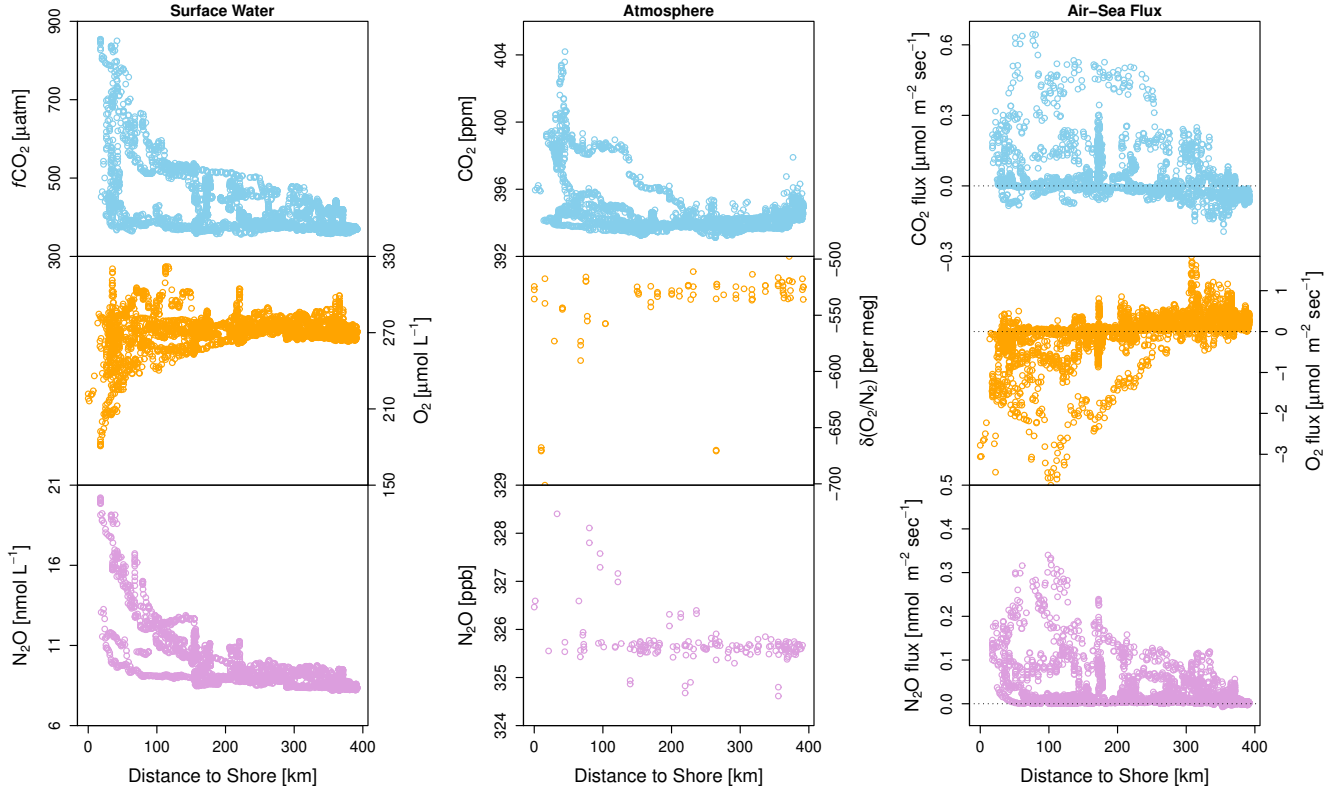 Surface Water
Atmosphere
Air−Sea Flux
fCO₂ [µatm]
300
500
700
900
CO₂ [ppm]
392
396
400
404
CO₂ flux [µmol m⁻² sec⁻¹]
−0.3
0.0
0.3
0.6
O₂ [µmol L⁻¹]
150
210
270
330
δ(O₂/N₂) [per meg]
−700
−650
−600
−550
−500
O₂ flux [µmol m⁻² sec⁻¹]
−3
−2
−1
0
1
N₂O [nmol L⁻¹]
6
11
16
21
N₂O [ppb]
324
325
326
327
328
329
N₂O flux [nmol m⁻² sec⁻¹]
0.0
0.1
0.2
0.3
0.4
0.5
0 100 200 300 400
0 100 200 300 400
0 100 200 300 400
Distance to Shore [km]
Distance to Shore [km]
Distance to Shore [km]